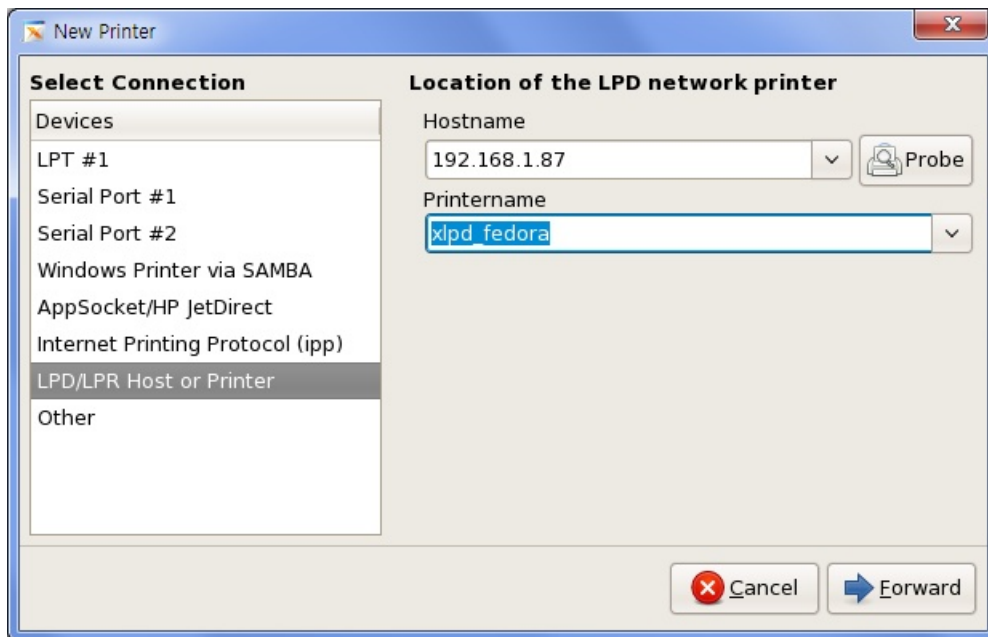 New Printer
Select Connection
Devices
LPT #1
Serial Port #1
Serial Port #2
Windows Printer via SAMBA
AppSocket/HP JetDirect
Internet Printing Protocol (ipp)
LPD/LPR Host or Printer
Other
Location of the LPD network printer
Hostname
192.168.1.87
Probe
Printername
xlpd_fedora
Cancel
Forward